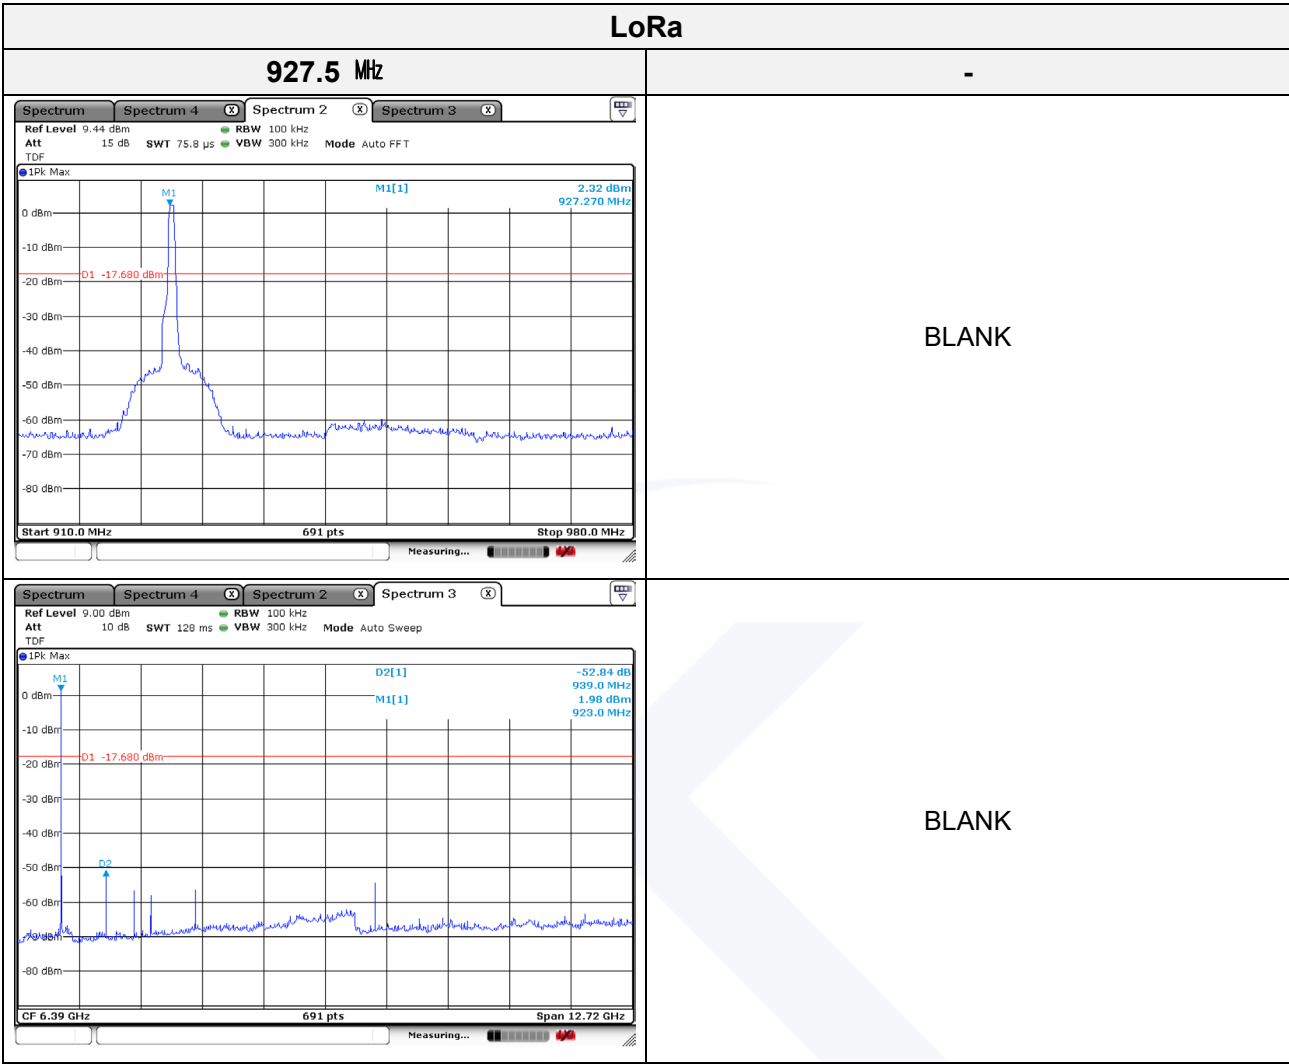 LoRa
927.5 ㎒
-
Spectrum Spectrum 4 Spectrum 2 Spectrum 3
Ref Level 9.44 dBm RBW 100 kHz
Att 15 dB SWT 75.8 µs VBW 300 kHz Mode Auto FFT
TDF
1Pk Max
M1[1] 2.32 dBm
927.270 MHz
M1
0 dBm
-10 dBm
D1 -17.680 dBm
-20 dBm
-30 dBm
-40 dBm
-50 dBm
-60 dBm
-70 dBm
-80 dBm
Start 910.0 MHz 691 pts Stop 980.0 MHz
Measuring...
BLANK
Spectrum Spectrum 4 Spectrum 2 Spectrum 3
Ref Level 9.00 dBm RBW 100 kHz
Att 10 dB SWT 128 ms VBW 300 kHz Mode Auto Sweep
TDF
1Pk Max
D2[1] -52.84 dB
939.0 MHz
M1[1] 1.98 dBm
923.0 MHz
M1
0 dBm
-10 dBm
D1 -17.680 dBm
-20 dBm
-30 dBm
-40 dBm
D2
-50 dBm
-60 dBm
-70 dBm
-80 dBm
CF 6.39 GHz 691 pts Span 12.72 GHz
Measuring...
BLANK